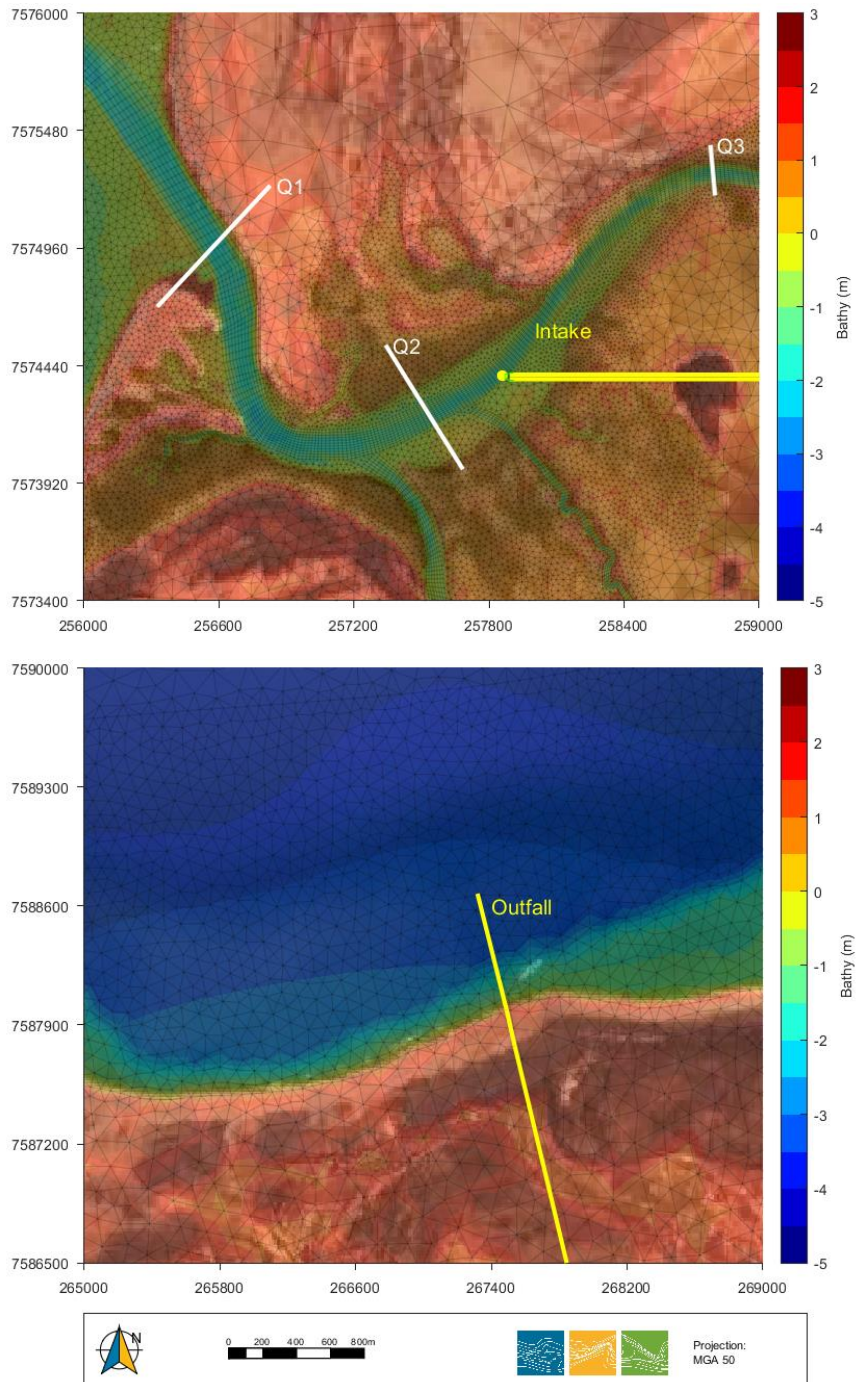 7576000
7575480
7574960
7574440
7573920
7573400
256000 256600 257200 257800 258400 259000
Q1
Q2
Q3
Intake
3
2
1
0
-1
-2
-3
-4
-5
Bathy (m)
7590000
7589300
7588600
7587900
7587200
7586500
265000 265800 266600 267400 268200 269000
Outfall
3
2
1
0
-1
-2
-3
-4
-5
Bathy (m)
N
0 200 400 600 800m
Projection:
MGA 50